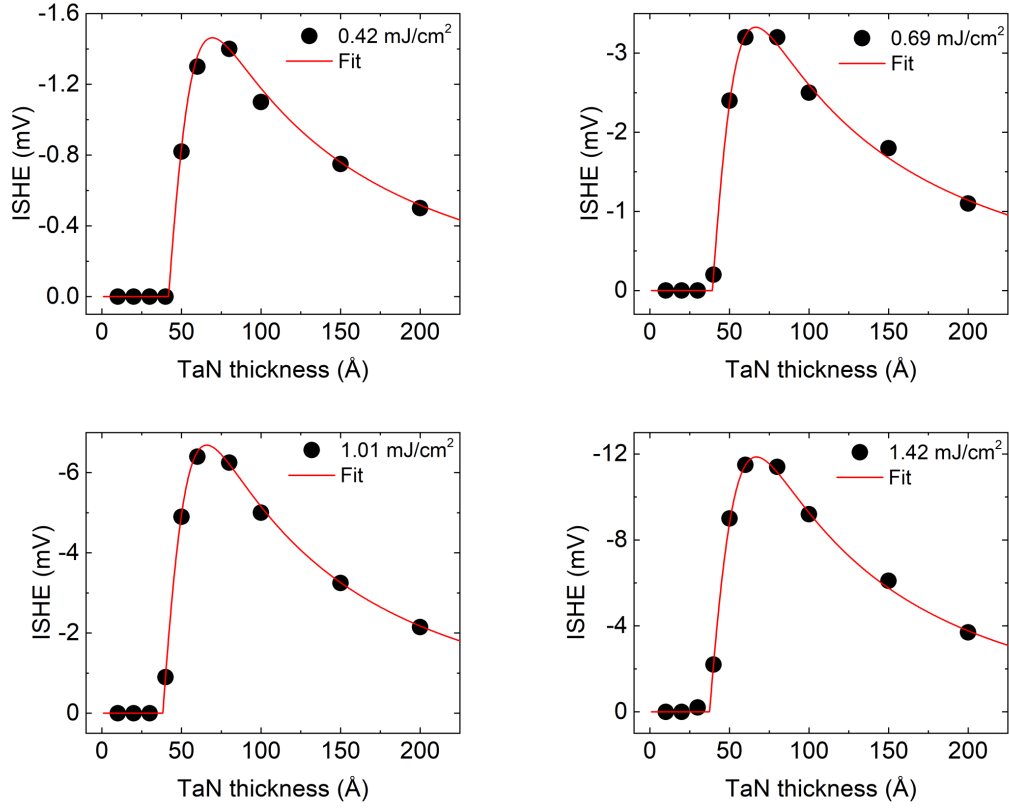 -1.6
-1.2
-0.8
-0.4
0.0
ISHE (mV)
0.42 mJ/cm²
Fit
0 50 100 150 200
TaN thickness (Å)
-3
-2
-1
0
ISHE (mV)
0.69 mJ/cm²
Fit
0 50 100 150 200
TaN thickness (Å)
-6
-4
-2
0
ISHE (mV)
1.01 mJ/cm²
Fit
0 50 100 150 200
TaN thickness (Å)
-12
-8
-4
0
ISHE (mV)
1.42 mJ/cm²
Fit
0 50 100 150 200
TaN thickness (Å)